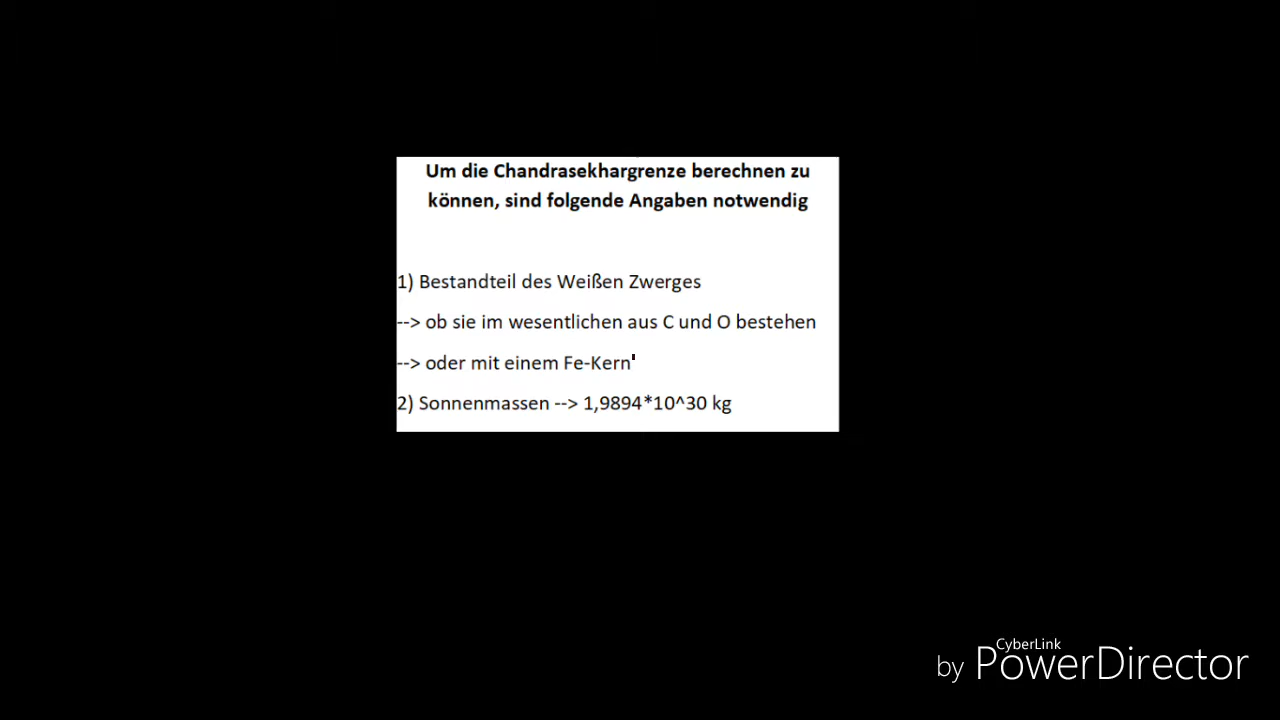 Um die Chandrasekhargrenze berechnen zu
können, sind folgende Angaben notwendig
1) Bestandteil des Weißen Zwerges
--> ob sie im wesentlichen aus C und O bestehen
--> oder mit einem Fe-Kern'
2) Sonnenmassen --> 1,9894*10^30 kg
CyberLink
by PowerDirector